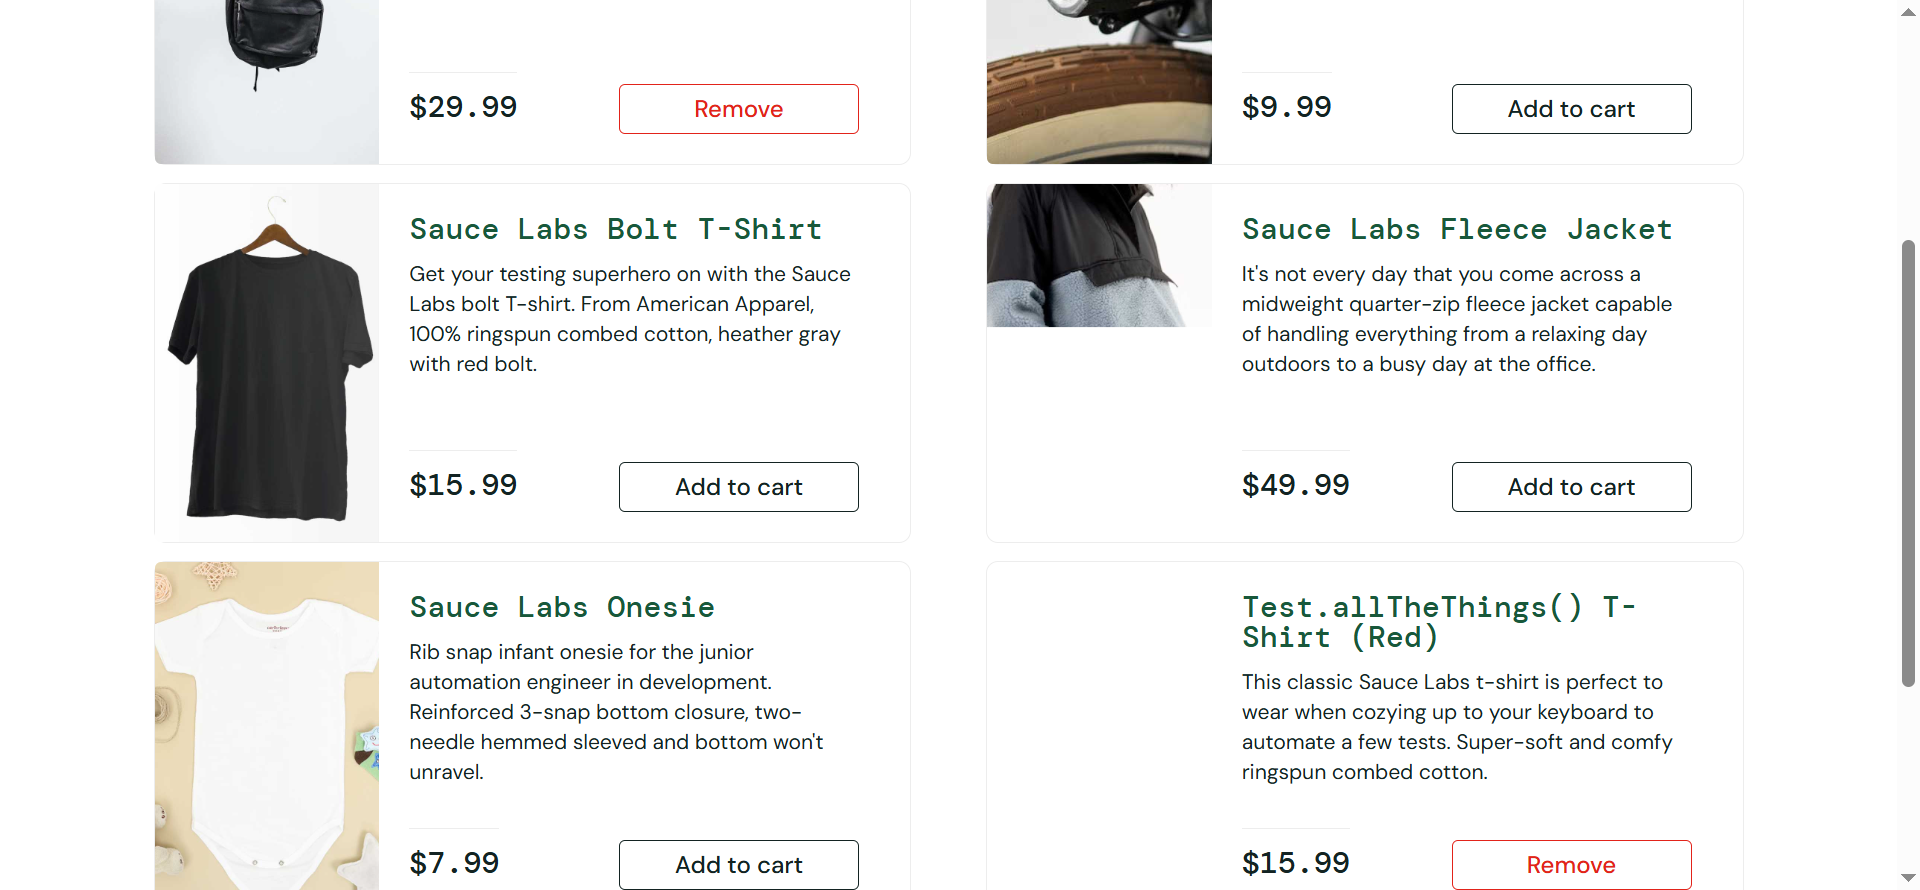 $29.99
Remove
$9.99
Add to cart
Sauce Labs Bolt T-Shirt
Get your testing superhero on with the Sauce
Labs bolt T-shirt. From American Apparel,
100% ringspun combed cotton, heather gray
with red bolt.
$15.99
Add to cart
Sauce Labs Fleece Jacket
It's not every day that you come across a
midweight quarter-zip fleece jacket capable
of handling everything from a relaxing day
outdoors to a busy day at the office.
$49.99
Add to cart
Sauce Labs Onesie
Rib snap infant onesie for the junior
automation engineer in development.
Reinforced 3-snap bottom closure, two-
needle hemmed sleeved and bottom won't
unravel.
$7.99
Add to cart
Test.allTheThings() T-
Shirt (Red)
This classic Sauce Labs t-shirt is perfect to
wear when cozying up to your keyboard to
automate a few tests. Super-soft and comfy
ringspun combed cotton.
$15.99
Remove